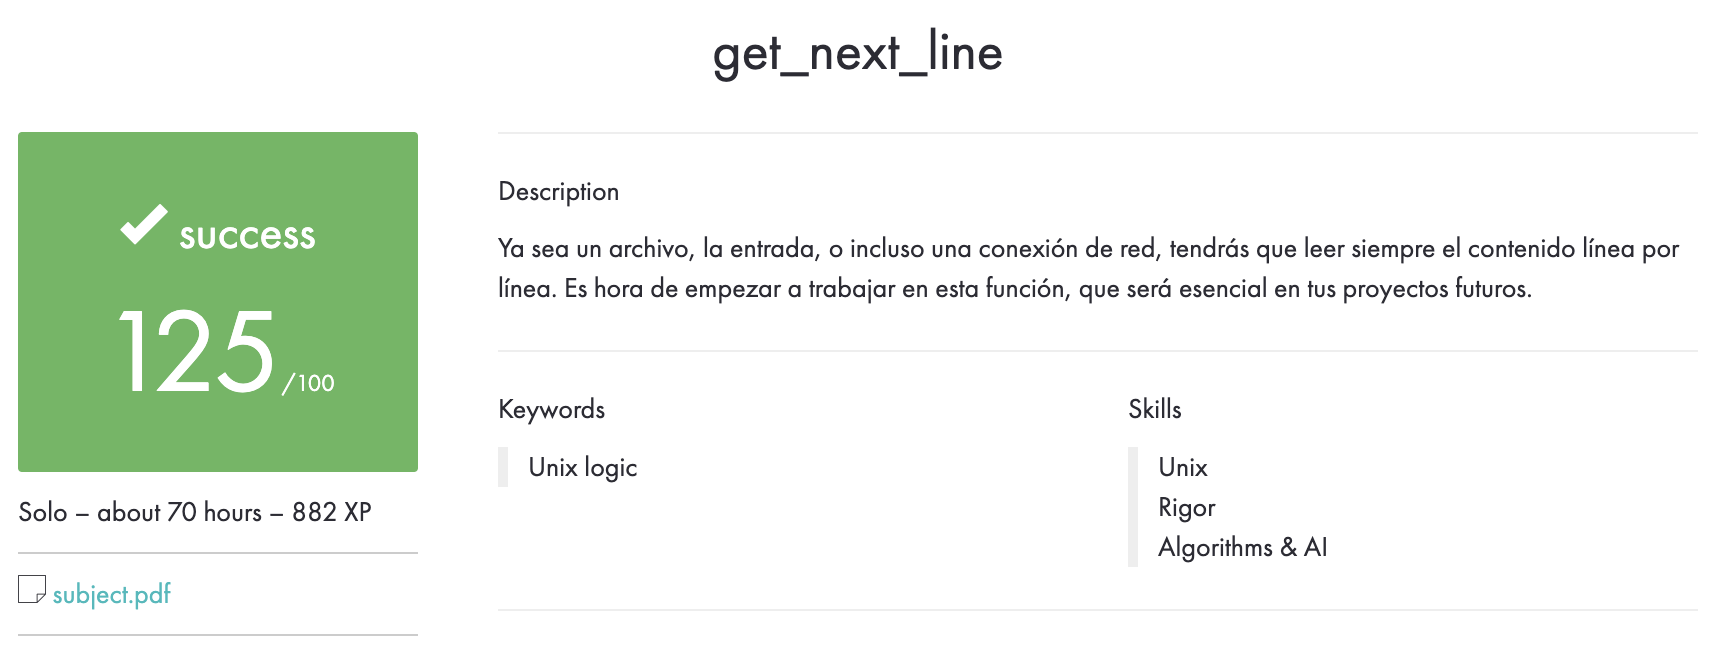 get_next_line
✔ success
125/100
Solo – about 70 hours – 882 XP
subject.pdf
Description
Ya sea un archivo, la entrada, o incluso una conexión de red, tendrás que leer siempre el contenido línea por
línea. Es hora de empezar a trabajar en esta función, que será esencial en tus proyectos futuros.
Keywords
Unix logic
Skills
Unix
Rigor
Algorithms & AI